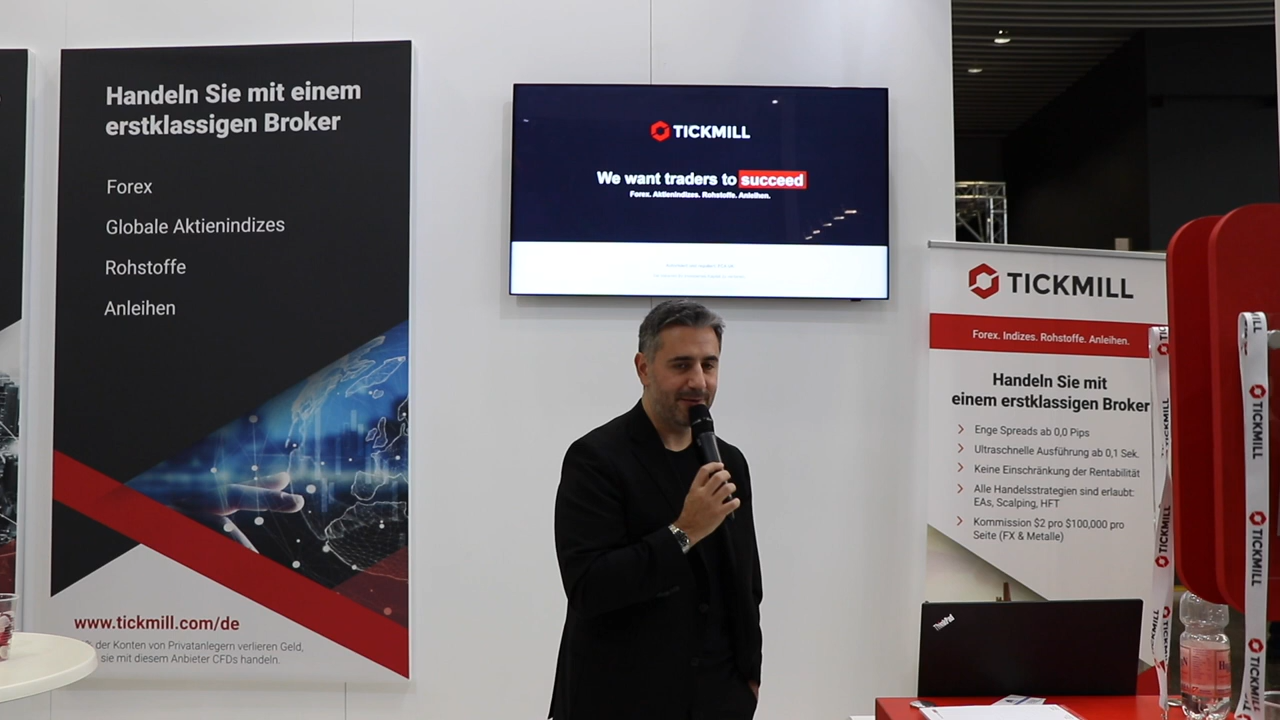 Handeln Sie mit einem
erstklassigen Broker
Forex
Globale Aktienindizes
Rohstoffe
Anleihen
www.tickmill.com/de
der Konten von Privatanlegern verlieren Geld,
sie mit diesem Anbieter CFDs handeln.
TICKMILL
We want traders to succeed
Forex. Aktienindizes. Rohstoffe. Anleihen.
TICKMILL
Forex. Indizes. Rohstoffe. Anleihen.
Handeln Sie mit
einem erstklassigen Broker
Enge Spreads ab 0,0 Pips
Ultraschnelle Ausführung ab 0,1 Sek.
Keine Einschränkung der Rentabilität
Alle Handelsstrategien sind erlaubt:
EAs, Scalping, HFT
Kommission $2 pro $100,000 pro
Seite (FX & Metalle)
ThinkPad
TICKMILL
TICKMILL
TICKMILL
TICKMILL
TICKMILL
TICKMILL